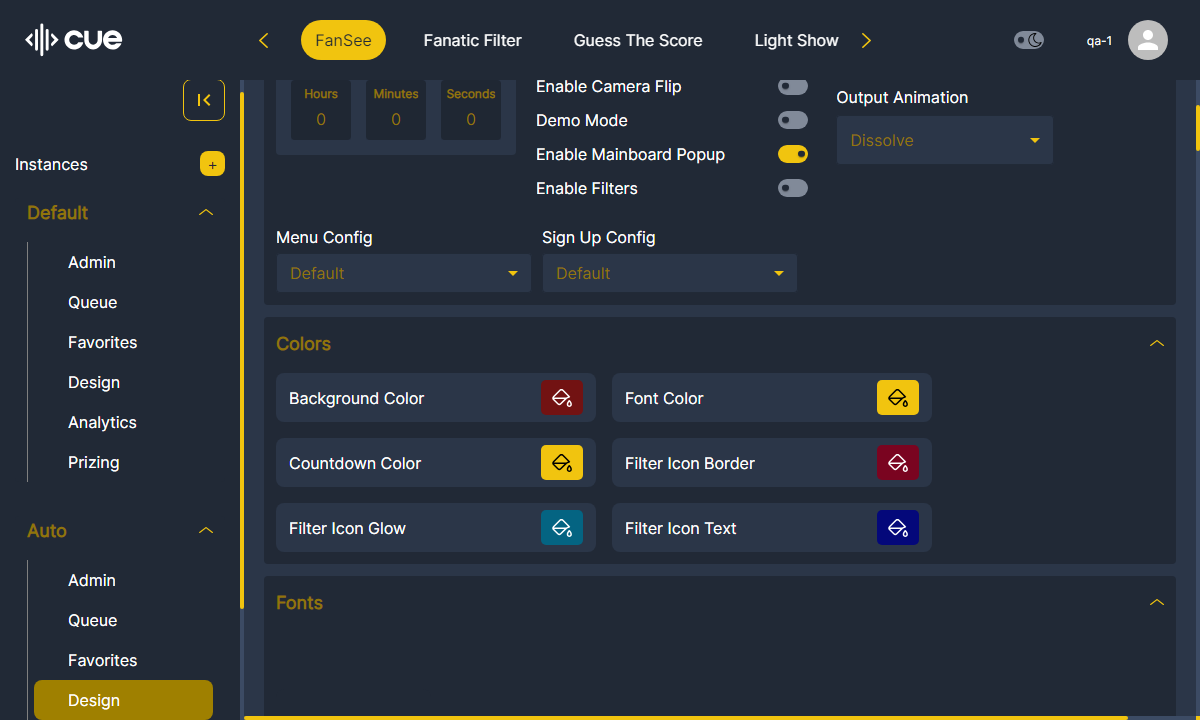 cue
FanSee
Fanatic Filter
Guess The Score
Light Show
qa-1
Instances
+
Default
Admin
Queue
Favorites
Design
Analytics
Prizing
Auto
Admin
Queue
Favorites
Design
Hours
Minutes
Seconds
0
0
0
Enable Camera Flip
Demo Mode
Enable Mainboard Popup
Enable Filters
Output Animation
Dissolve
Menu Config
Sign Up Config
Default
Default
Colors
Background Color
Font Color
Countdown Color
Filter Icon Border
Filter Icon Glow
Filter Icon Text
Fonts